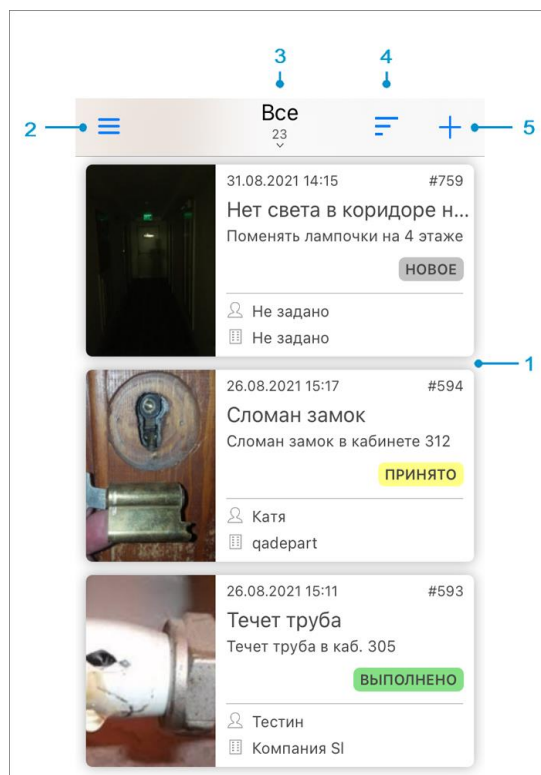 3
4
2
Все
23
5
31.08.2021 14:15 #759
Нет света в коридоре н...
Поменять лампочки на 4 этаже
НОВОЕ
Не задано
Не задано
1
26.08.2021 15:17 #594
Сломан замок
Сломан замок в кабинете 312
ПРИНЯТО
Катя
qadepart
26.08.2021 15:11 #593
Течет труба
Течет труба в каб. 305
ВЫПОЛНЕНО
Тестин
Компания SI